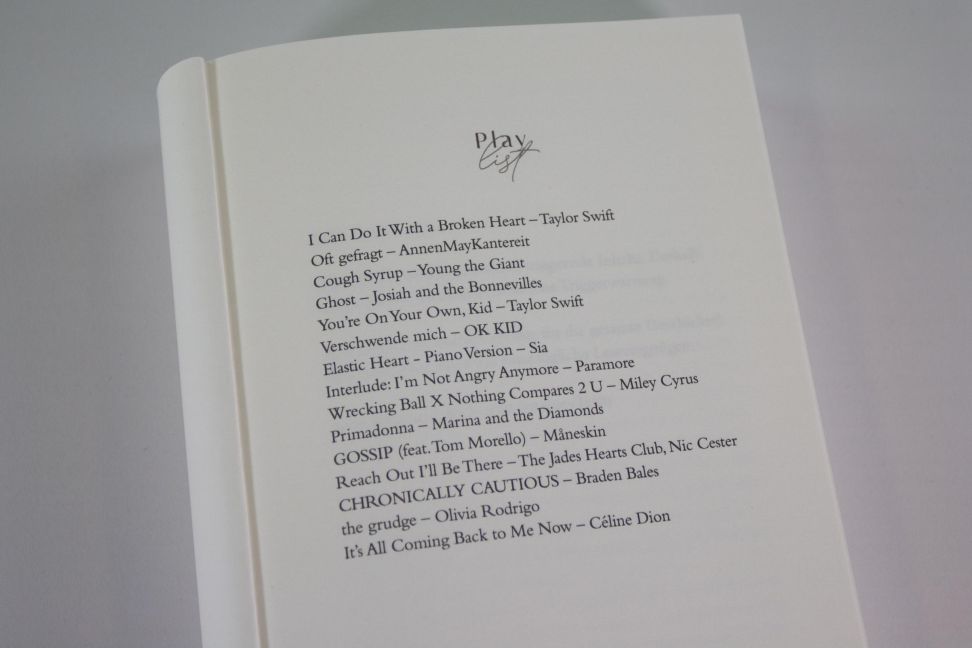 Play
list
I Can Do It With a Broken Heart – Taylor Swift
Oft gefragt – AnnenMayKantereit
Cough Syrup – Young the Giant
Ghost – Josiah and the Bonnevilles
You're On Your Own, Kid – Taylor Swift
Verschwende mich – OK KID
Elastic Heart - Piano Version – Sia
Interlude: I'm Not Angry Anymore – Paramore
Wrecking Ball X Nothing Compares 2 U – Miley Cyrus
Primadonna – Marina and the Diamonds
GOSSIP (feat. Tom Morello) – Måneskin
Reach Out I'll Be There – The Jades Hearts Club, Nic Cester
CHRONICALLY CAUTIOUS – Braden Bales
the grudge – Olivia Rodrigo
It's All Coming Back to Me Now – Céline Dion